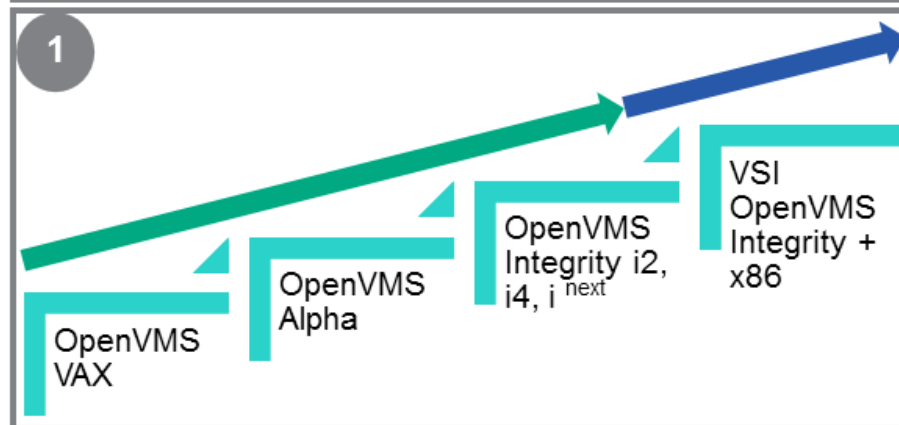 1
OpenVMS
VAX
OpenVMS
Alpha
OpenVMS
Integrity i2,
i4, i next
VSI
OpenVMS
Integrity +
x86